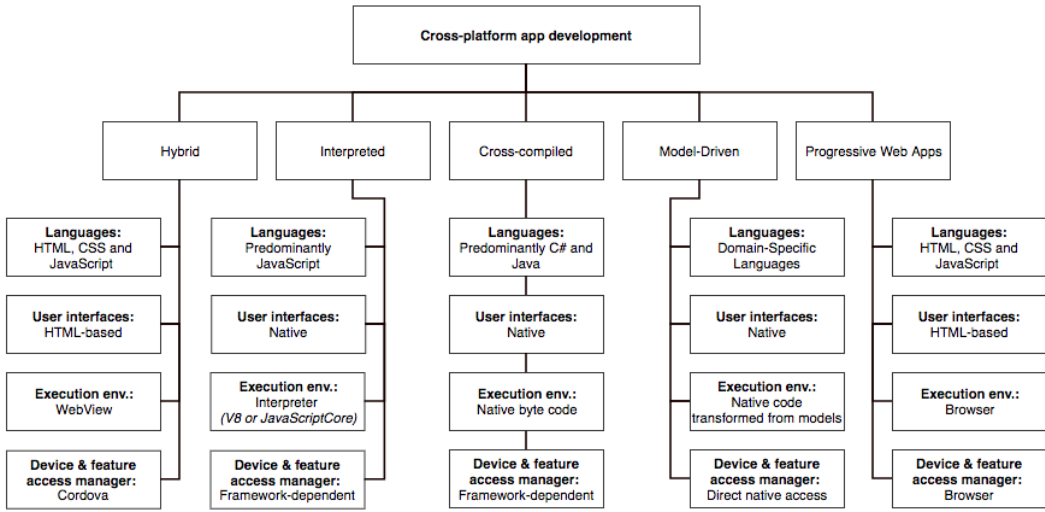 Cross-platform app development
Hybrid
Interpreted
Cross-compiled
Model-Driven
Progressive Web Apps
Languages:
HTML, CSS and
JavaScript
Languages:
Predominantly
JavaScript
Languages:
Predominantly C# and
Java
Languages:
Domain-Specific
Languages
Languages:
HTML, CSS and
JavaScript
User interfaces:
HTML-based
User interfaces:
Native
User interfaces:
Native
User interfaces:
Native
User interfaces:
HTML-based
Execution env.:
WebView
Execution env.:
Interpreter
(V8 or JavaScriptCore)
Execution env.:
Native byte code
Execution env.:
Native code
transformed from models
Execution env.:
Browser
Device & feature
access manager:
Cordova
Device & feature
access manager:
Framework-dependent
Device & feature
access manager:
Framework-dependent
Device & feature
access manager:
Direct native access
Device & feature
access manager:
Browser